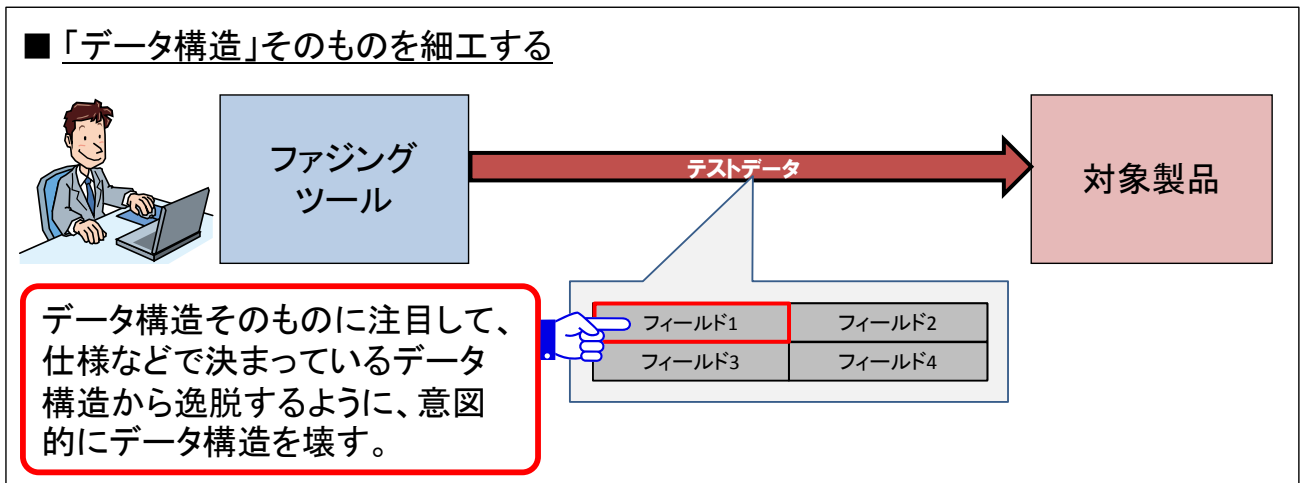 ■ 「データ構造」そのものを細工する
ファジング
ツール
テストデータ
対象製品
データ構造そのものに注目して、
仕様などで決まっているデータ
構造から逸脱するように、意図
的にデータ構造を壊す。
フィールド1
フィールド2
フィールド3
フィールド4